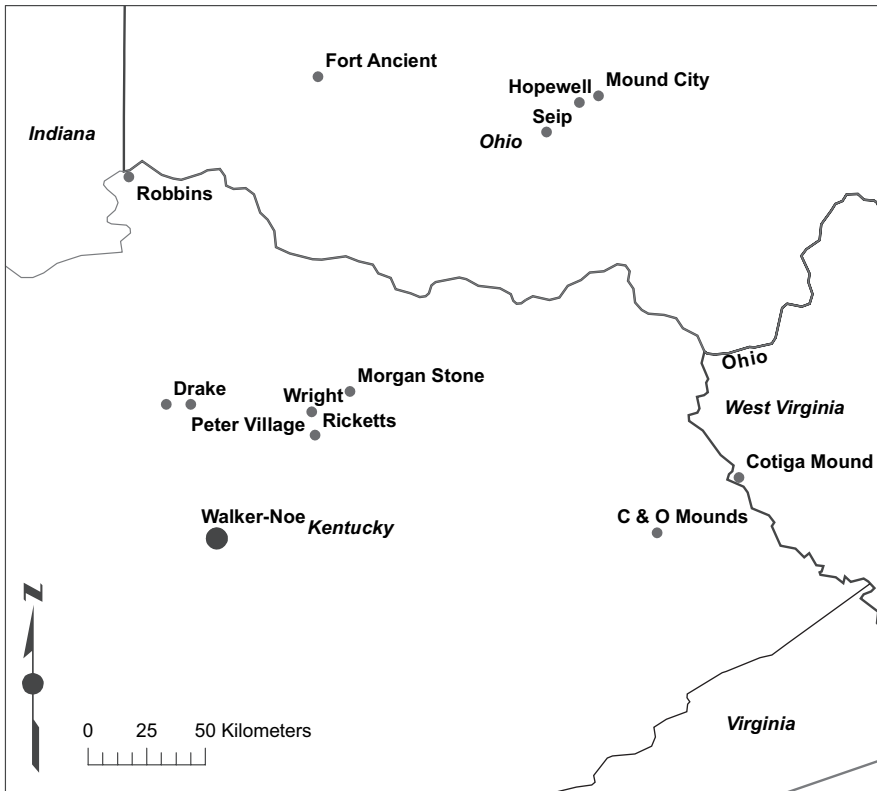 Fort Ancient
Mound City
Hopewell
Seip
Indiana
Ohio
Robbins
Ohio
Morgan Stone
Drake
Wright
West Virginia
Peter Village
Ricketts
Cotiga Mound
Walker-Noe
Kentucky
C & O Mounds
N
0 25 50 Kilometers
Virginia